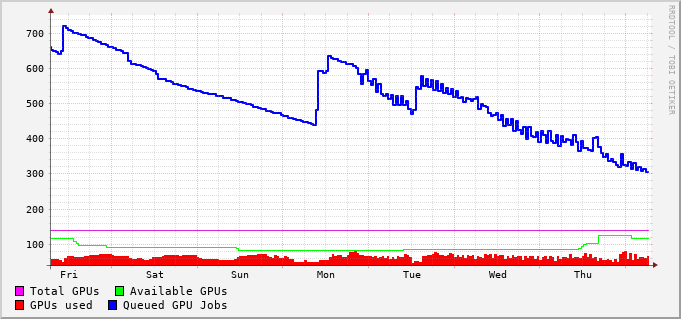 RRDTOOL / TOBI OETIKER
700
600
500
400
300
200
100
Fri Sat Sun Mon Tue Wed Thu
Total GPUs Available GPUs
GPUs used Queued GPU Jobs